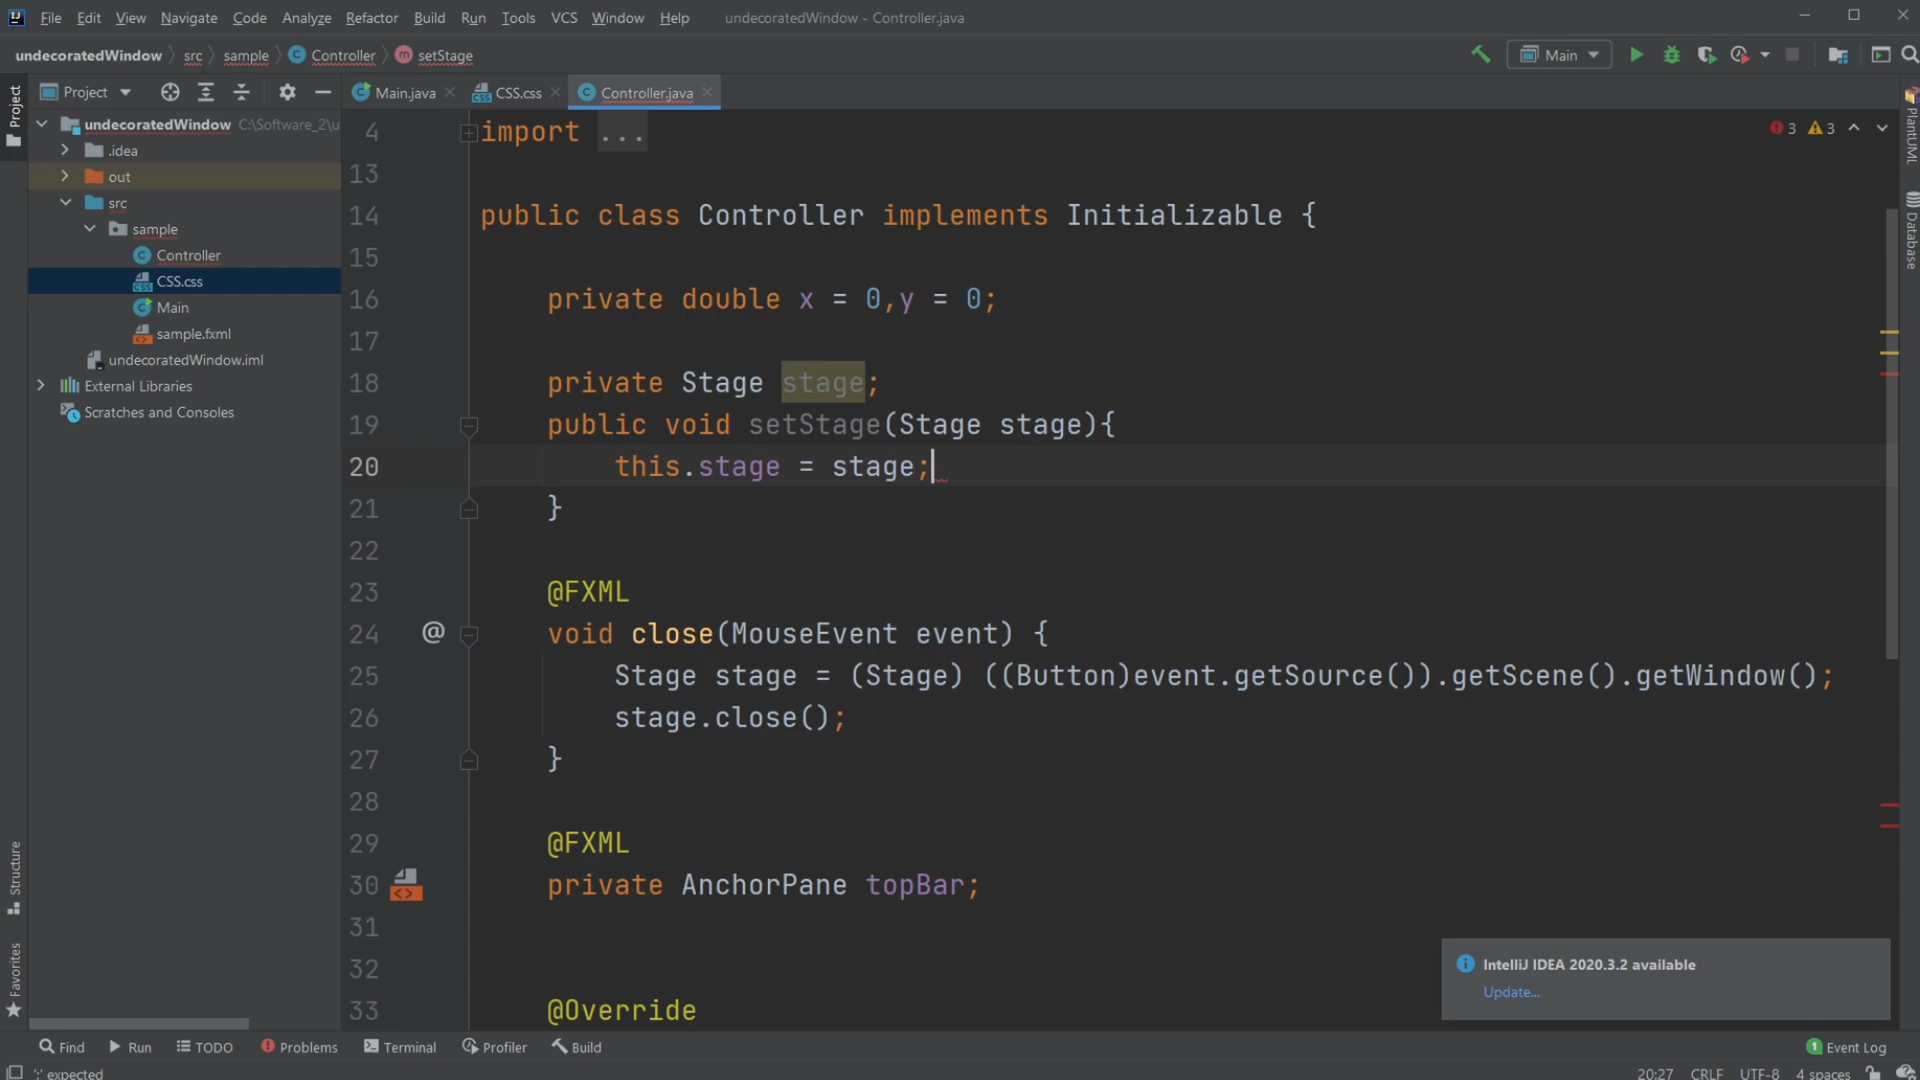 File Edit View Navigate Code Analyze Refactor Build Run Tools VCS Window Help undecoratedWindow - Controller.java
undecoratedWindow src sample Controller setStage Main
Project Main.java CSS.css Controller.java
undecoratedWindow C:\Software_2\u
.idea
out
src
sample
Controller
CSS.css
Main
sample.fxml
undecoratedWindow.iml
External Libraries
Scratches and Consoles
Project
Structure
Favorites
3 3
4 import ...
13
14 public class Controller implements Initializable {
15
16 private double x = 0,y = 0;
17
18 private Stage stage;
19 public void setStage(Stage stage){
20 this.stage = stage;
21 }
22
23 @FXML
24 void close(MouseEvent event) {
25 Stage stage = (Stage) ((Button)event.getSource()).getScene().getWindow();
26 stage.close();
27 }
28
29 @FXML
30 private AnchorPane topBar;
31
32
33 @Override
PlantUML
Database
IntelliJ IDEA 2020.3.2 available
Update...
Find Run TODO Problems Terminal Profiler Build 1 Event Log
';' expected 20:27 CRLF UTF-8 4 spaces